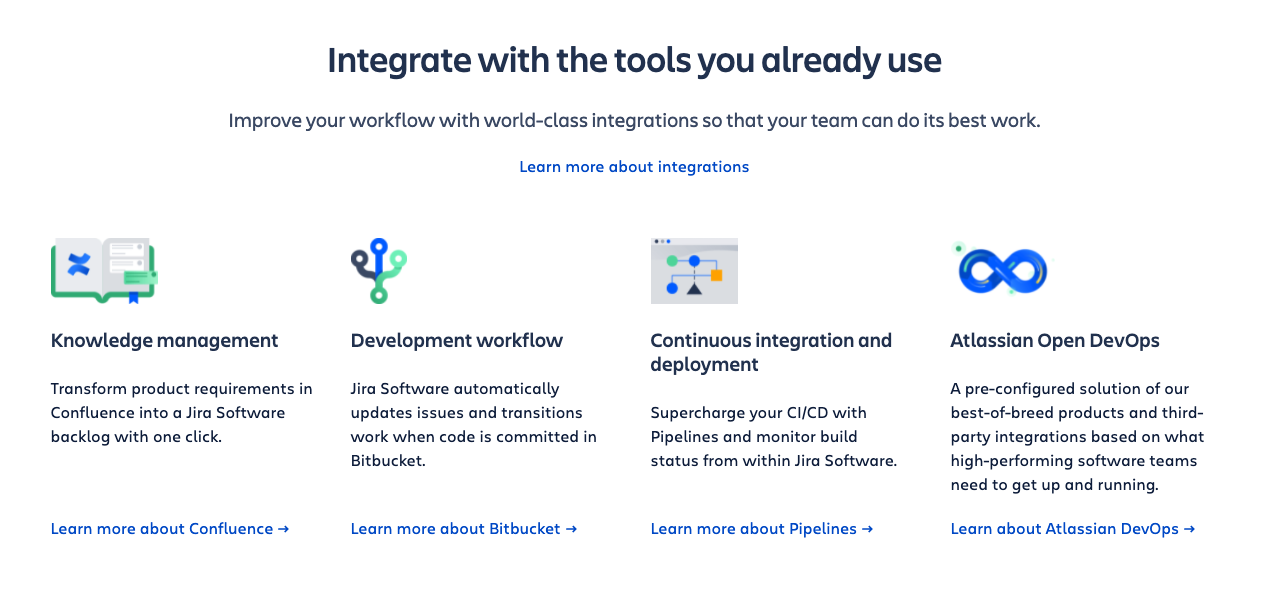 Integrate with the tools you already use
Improve your workflow with world-class integrations so that your team can do its best work.
Learn more about integrations
Knowledge management
Transform product requirements in
Confluence into a Jira Software
backlog with one click.
Learn more about Confluence →
Development workflow
Jira Software automatically
updates issues and transitions
work when code is committed in
Bitbucket.
Learn more about Bitbucket →
Continuous integration and
deployment
Supercharge your CI/CD with
Pipelines and monitor build
status from within Jira Software.
Learn more about Pipelines →
Atlassian Open DevOps
A pre-configured solution of our
best-of-breed products and third-
party integrations based on what
high-performing software teams
need to get up and running.
Learn about Atlassian DevOps →